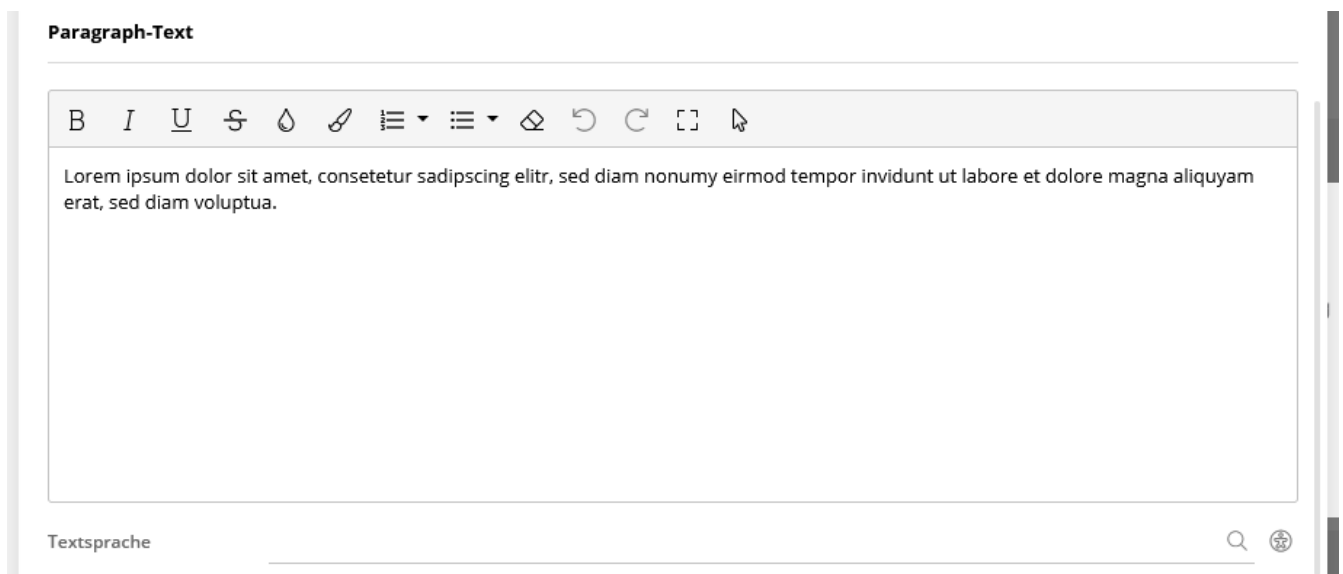 Paragraph-Text
B I U S
Lorem ipsum dolor sit amet, consetetur sadipscing elitr, sed diam nonumy eirmod tempor invidunt ut labore et dolore magna aliquyam
erat, sed diam voluptua.
Textsprache